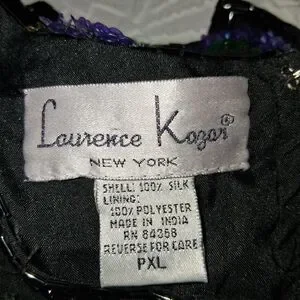 Laurence Kazar®
NEW YORK
SHELL: 100% SILK
LINING:
100% POLYESTER
MADE IN INDIA
RN 84358
REVERSE FOR CARE
PXL